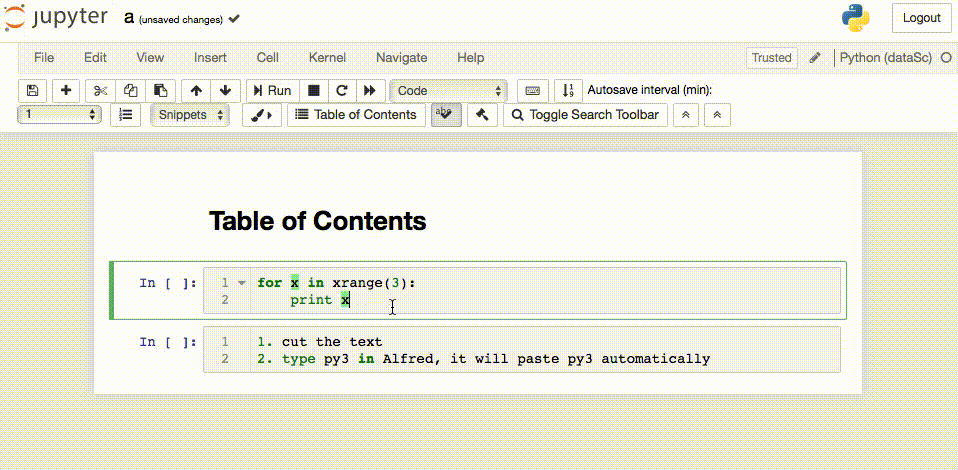 jupyter a (unsaved changes) Logout
File Edit View Insert Cell Kernel Navigate Help Trusted Python (dataSc)
Run Code Autosave interval (min):
1 Snippets Table of Contents abc Toggle Search Toolbar
Table of Contents
In [ ]: 1 for x in xrange(3):
2 print x
In [ ]: 1 1. cut the text
2 2. type py3 in Alfred, it will paste py3 automatically